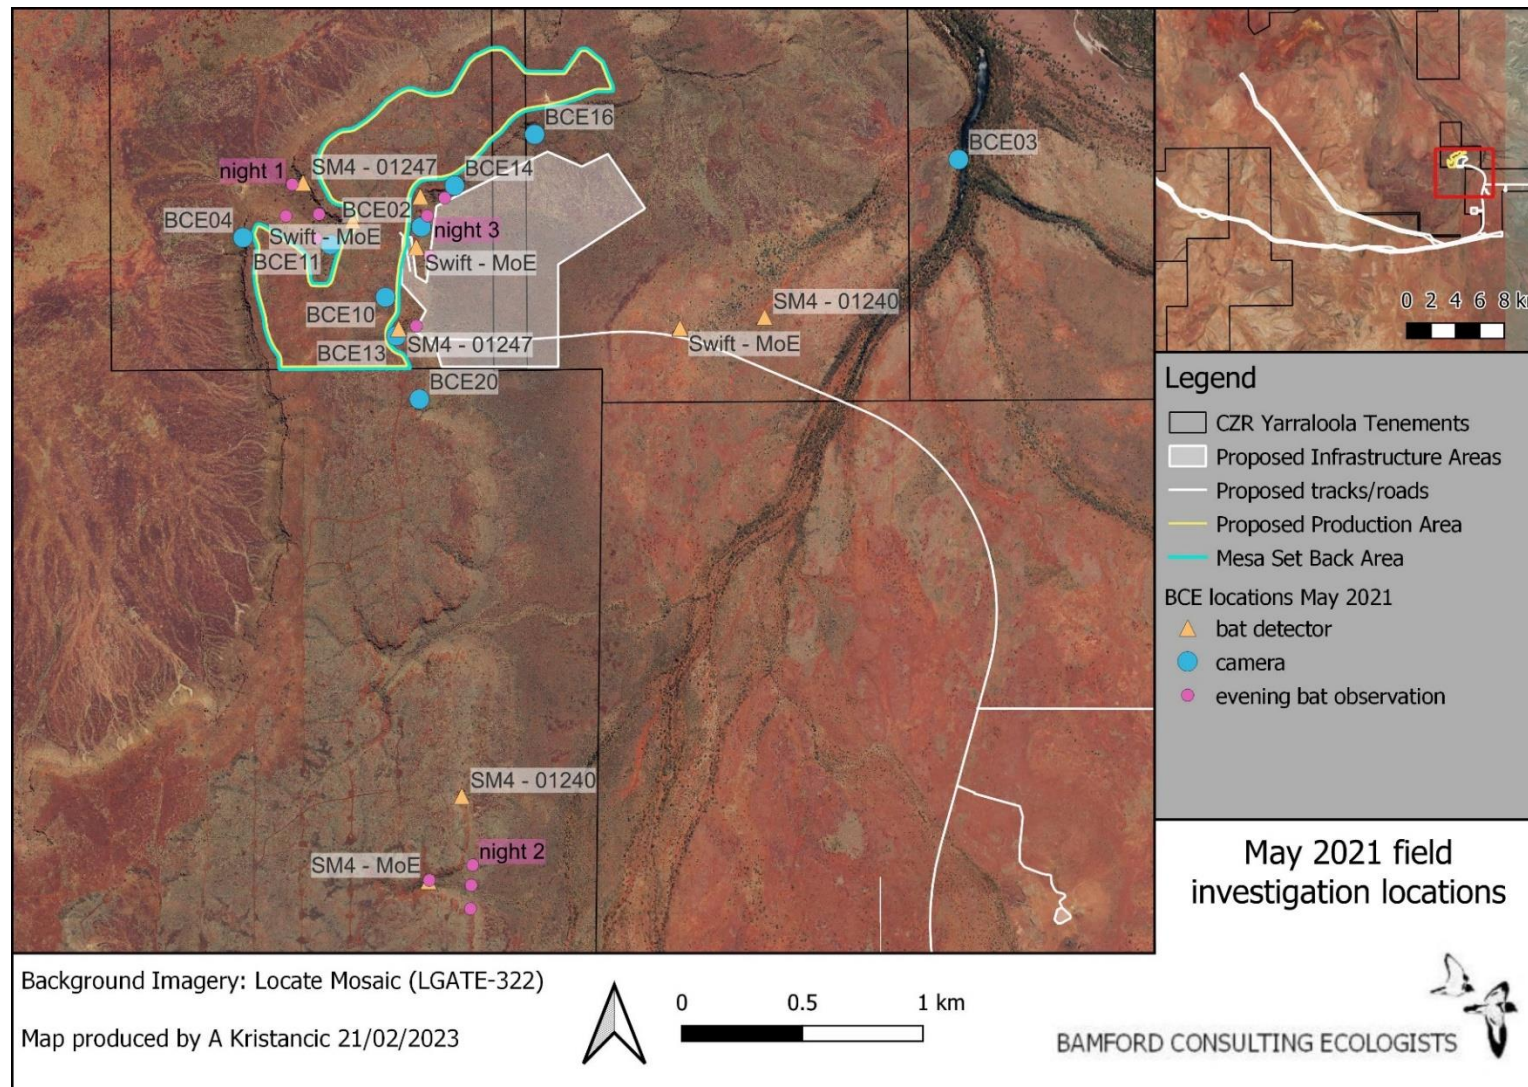 BCE16
BCE03
SM4 - 01247
night 1
BCE14
BCE02
BCE04
Swift - MoE
night 3
BCE11
Swift - MoE
BCE10
SM4 - 01240
Swift - MoE
SM4 - 01247
BCE13
BCE20
SM4 - 01240
night 2
SM4 - MoE
0 2 4 6 8 km
Legend
CZR Yarraloola Tenements
Proposed Infrastructure Areas
Proposed tracks/roads
Proposed Production Area
Mesa Set Back Area
BCE locations May 2021
bat detector
camera
evening bat observation
May 2021 field
investigation locations
Background Imagery: Locate Mosaic (LGATE-322)
Map produced by A Kristancic 21/02/2023
0 0.5 1 km
BAMFORD CONSULTING ECOLOGISTS